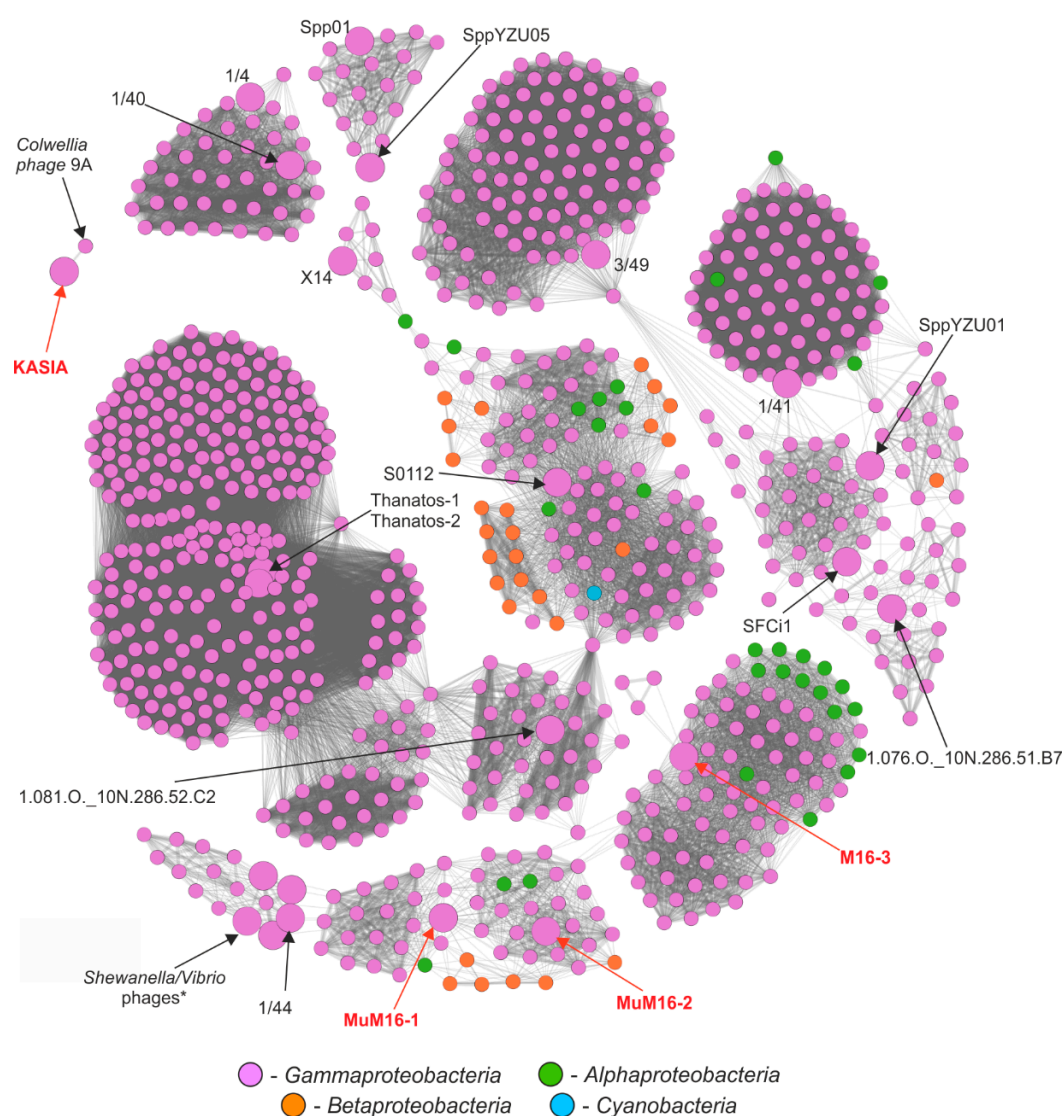 Spp01
SppYZU05
1/4
1/40
Colwellia
phage 9A
X14
3/49
KASIA
SppYZU01
1/41
S0112
Thanatos-1
Thanatos-2
SFCi1
1.076.O._10N.286.51.B7
1.081.O._10N.286.52.C2
M16-3
Shewanella/Vibrio
phages*
1/44
MuM16-1
MuM16-2
- Gammaproteobacteria
- Alphaproteobacteria
- Betaproteobacteria
- Cyanobacteria